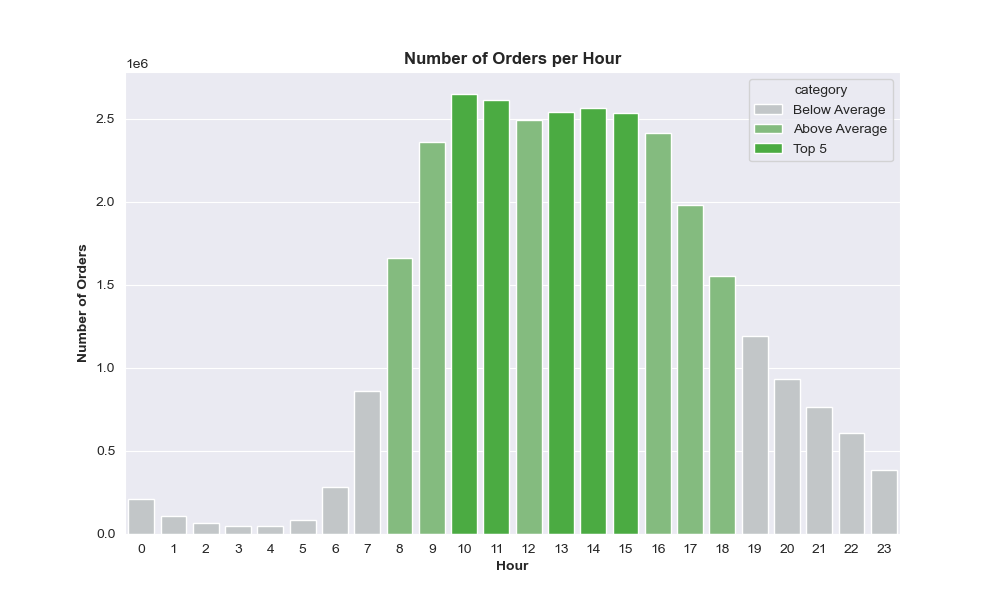 Number of Orders per Hour
1e6
category
Below Average
Above Average
Top 5
2.5
2.0
1.5
1.0
0.5
0.0
Number of Orders
0 1 2 3 4 5 6 7 8 9 10 11 12 13 14 15 16 17 18 19 20 21 22 23
Hour